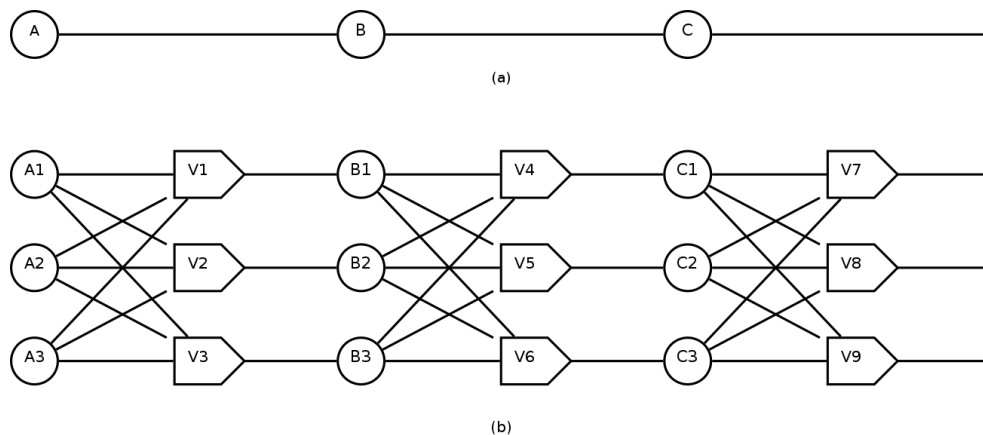 A B C
(a)
A1 V1 B1 V4 C1 V7
A2 V2 B2 V5 C2 V8
A3 V3 B3 V6 C3 V9
(b)